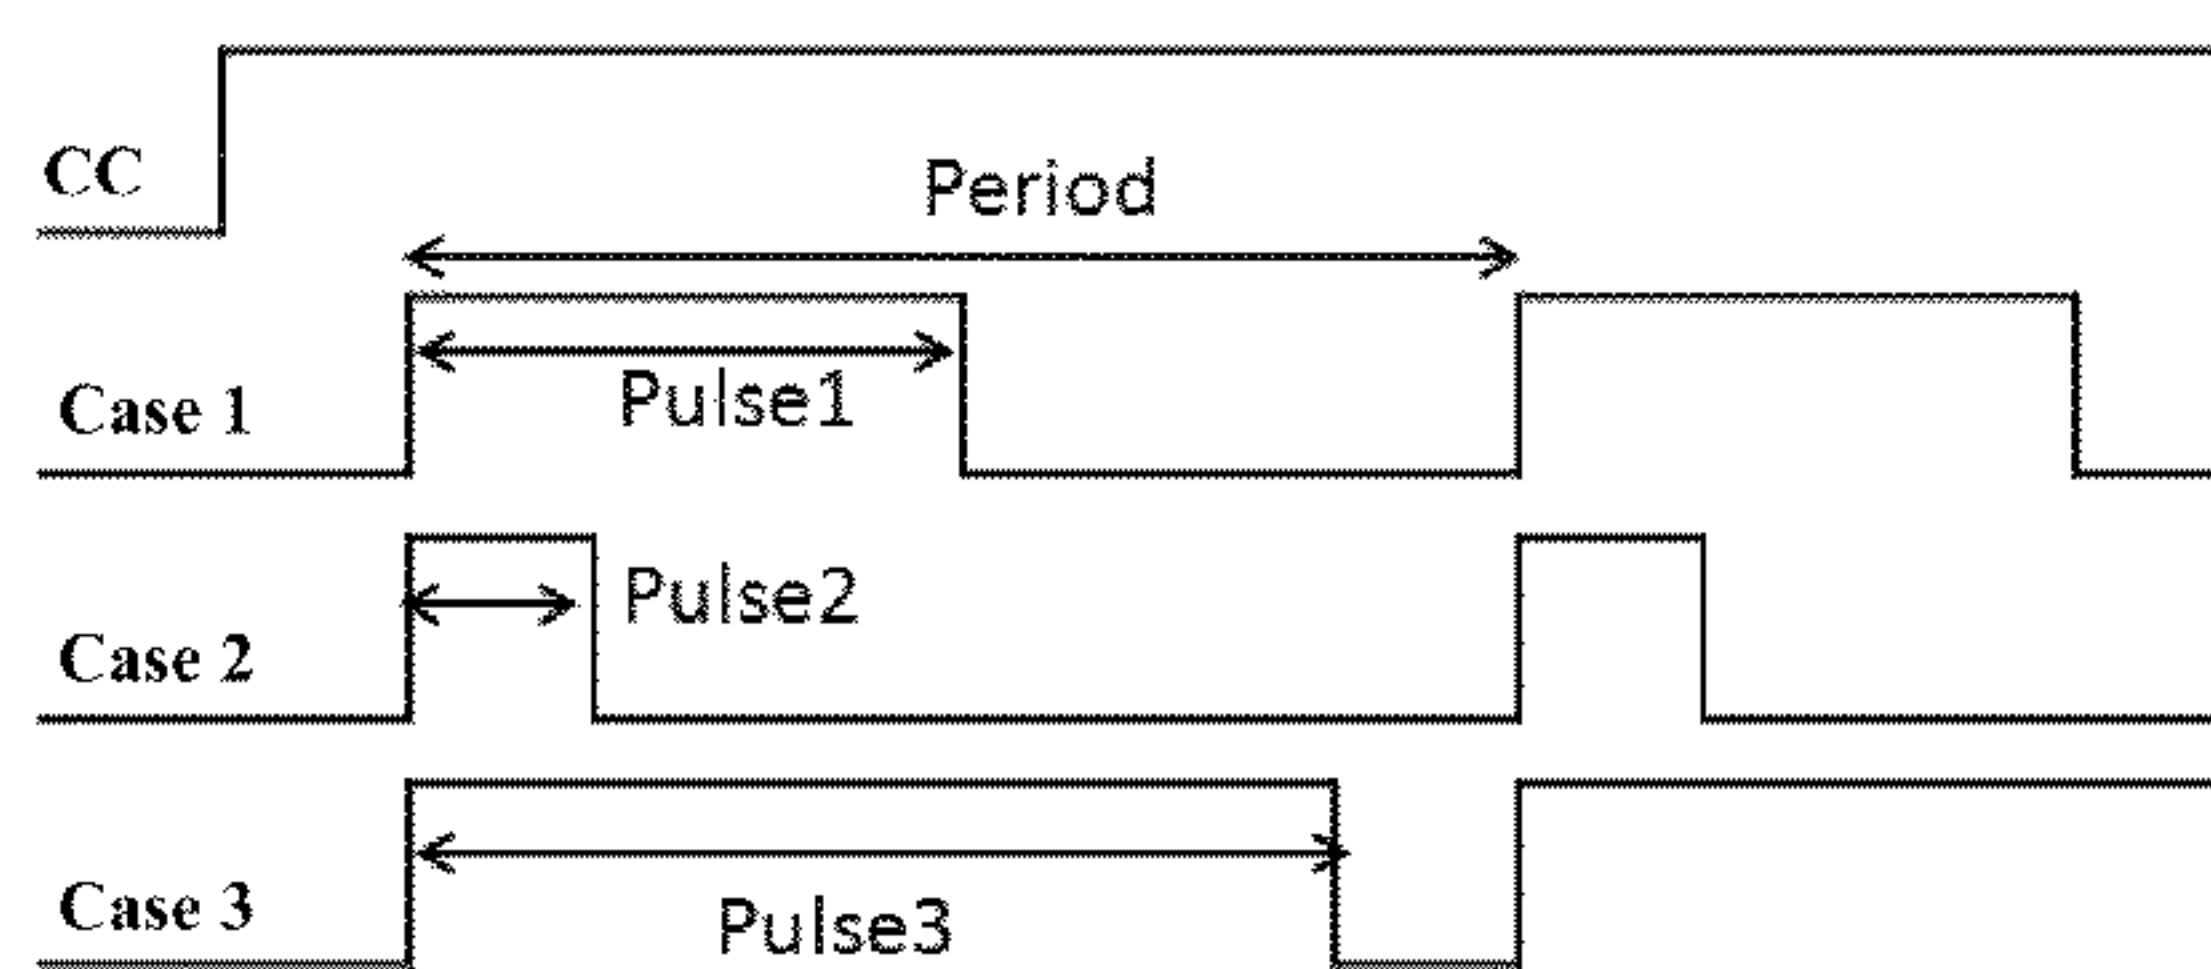 CC
Period
Pulse1
Case 1
Pulse2
Case 2
Case 3
Pulse3